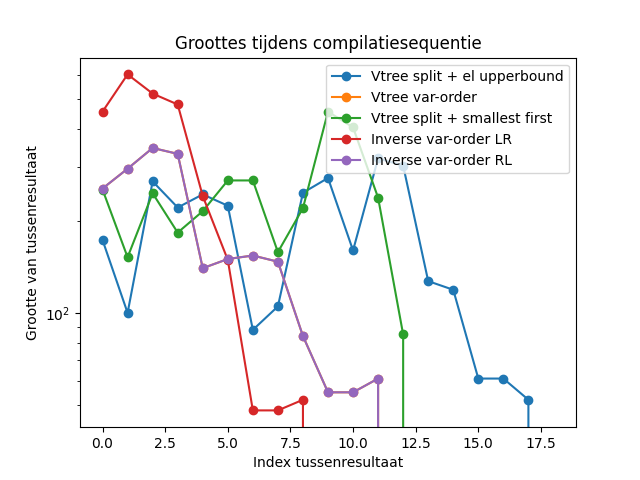 Groottes tijdens compilatiesequentie
Vtree split + el upperbound
Vtree var-order
Vtree split + smallest first
Inverse var-order LR
Inverse var-order RL
Grootte van tussenresultaat
10²
0.0 2.5 5.0 7.5 10.0 12.5 15.0 17.5
Index tussenresultaat